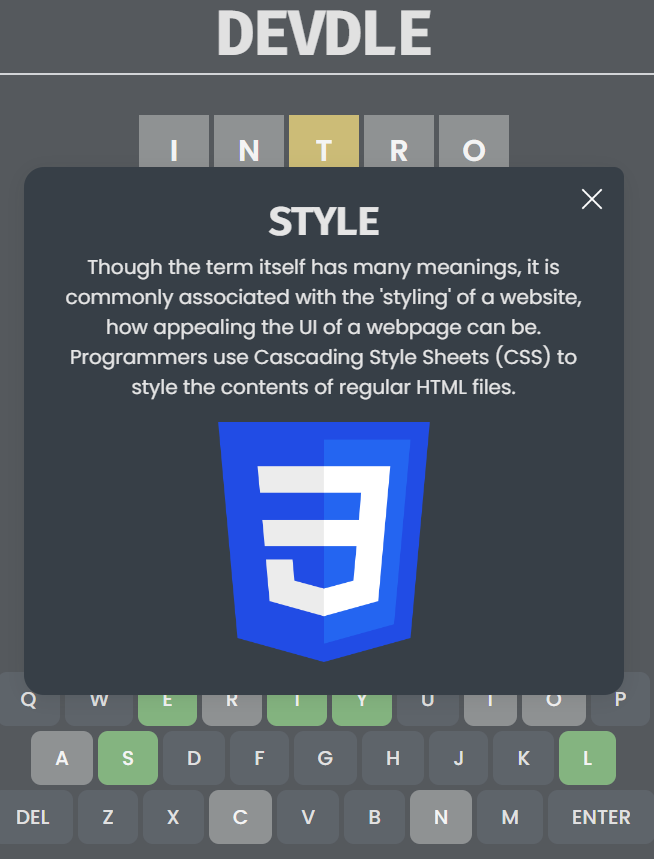 DEVDLE
I N T R O
STYLE
Though the term itself has many meanings, it is
commonly associated with the 'styling' of a website,
how appealing the UI of a webpage can be.
Programmers use Cascading Style Sheets (CSS) to
style the contents of regular HTML files.
Q W E R T Y U I O P
A S D F G H J K L
DEL Z X C V B N M ENTER